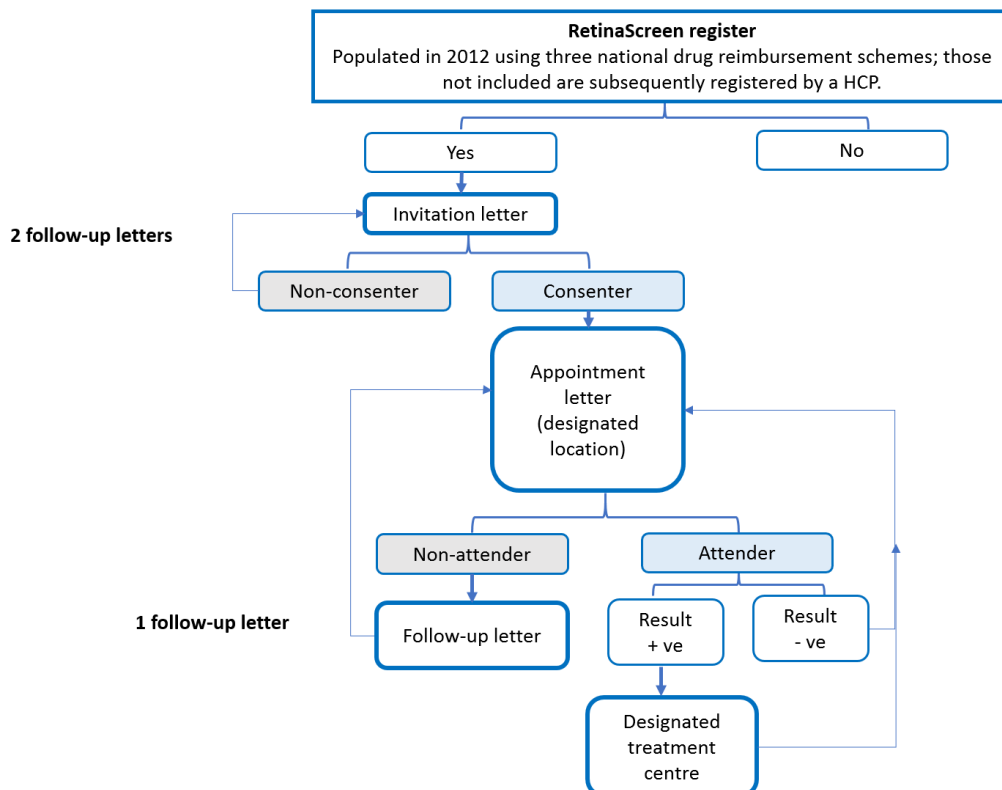 RetinaScreen register
Populated in 2012 using three national drug reimbursement schemes; those
not included are subsequently registered by a HCP.
Yes
No
Invitation letter
2 follow-up letters
Non-consenter
Consenter
Appointment
letter
(designated
location)
Non-attender
Attender
1 follow-up letter
Follow-up letter
Result
+ ve
Result
- ve
Designated
treatment
centre